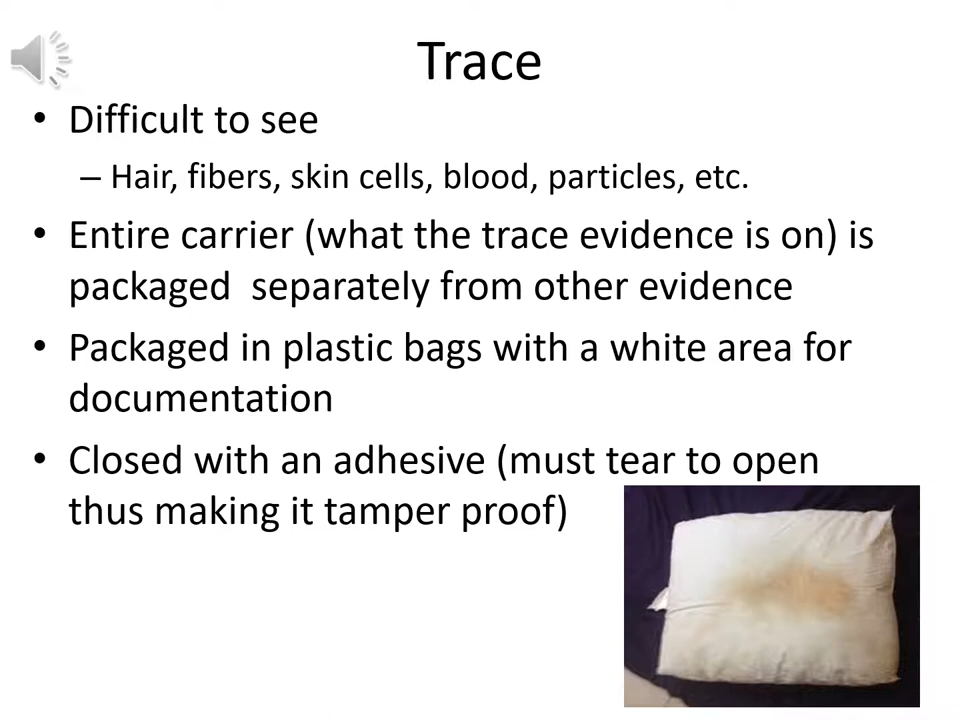 Trace
• Difficult to see
– Hair, fibers, skin cells, blood, particles, etc.
• Entire carrier (what the trace evidence is on) is
packaged  separately from other evidence
• Packaged in plastic bags with a white area for
documentation
• Closed with an adhesive (must tear to open
thus making it tamper proof)